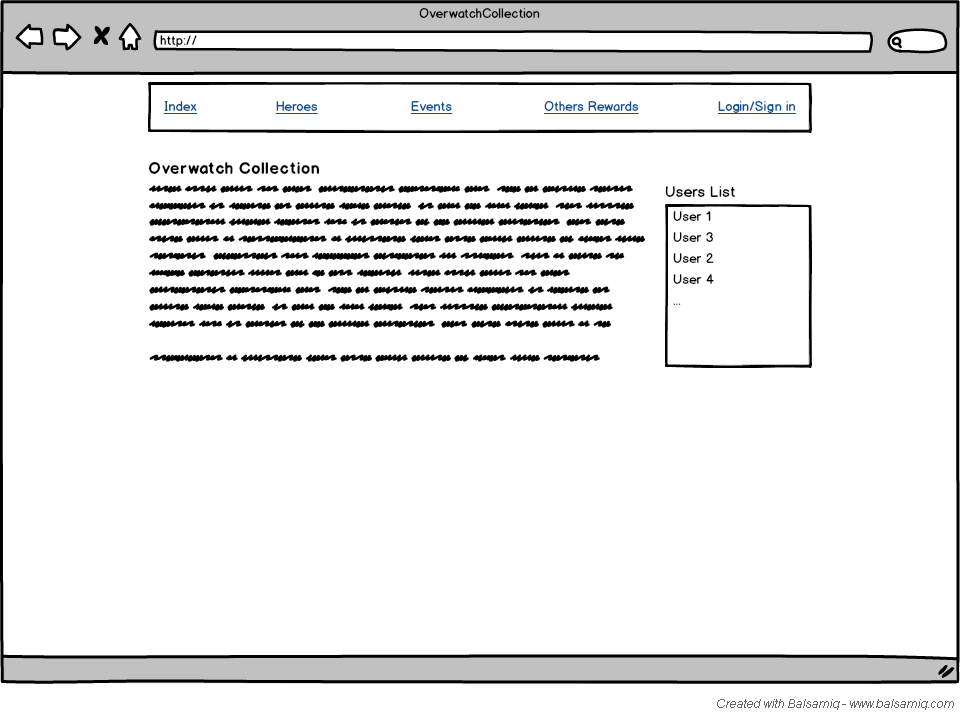 OverwatchCollection
http://
Index Heroes Events Others Rewards Login/Sign in
Overwatch Collection
Users List
User 1
User 3
User 2
User 4
...
Created with Balsamiq - www.balsamiq.com